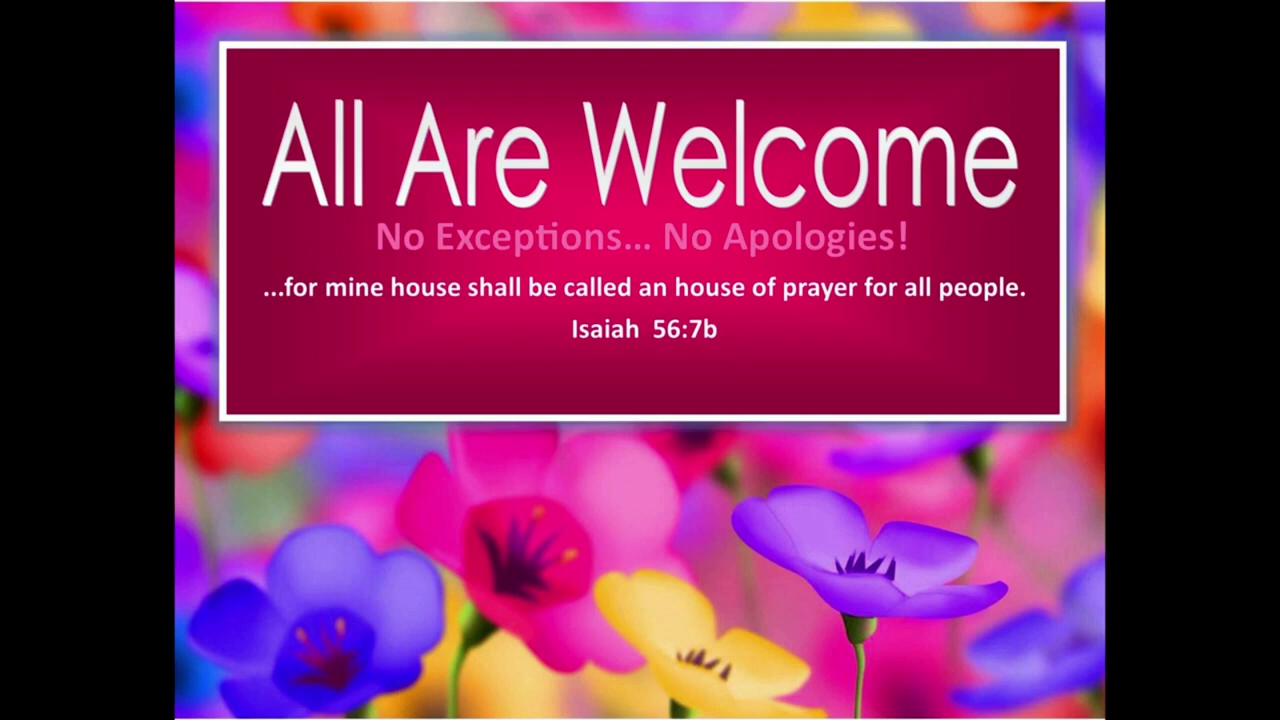 All Are Welcome
No Exceptions... No Apologies!
...for mine house shall be called an house of prayer for all people.
Isaiah  56:7b